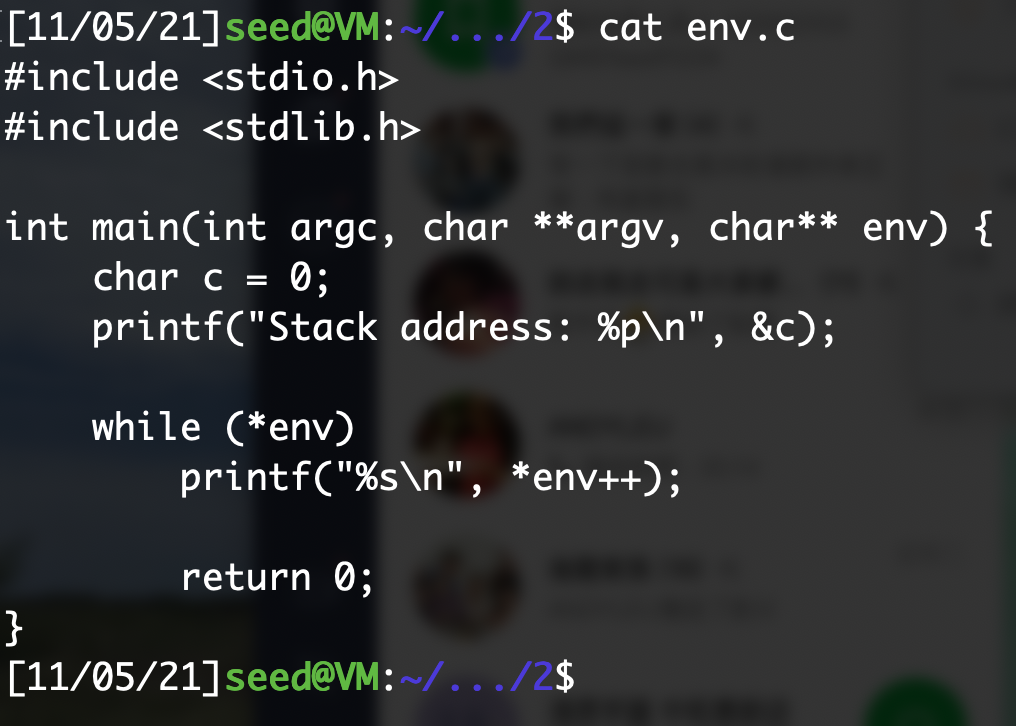 [11/05/21]seed@VM:~/.../2$ cat env.c
#include <stdio.h>
#include <stdlib.h>

int main(int argc, char **argv, char** env) {
    char c = 0;
    printf("Stack address: %p\n", &c);

    while (*env)
        printf("%s\n", *env++);

        return 0;
}
[11/05/21]seed@VM:~/.../2$